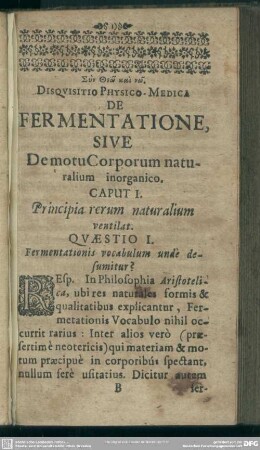 Σὺν Θεῷ καὶ
DISQVISITIO PHYSICO-MEDICA
DE
FERMENTATIONE,
SIVE
De motu Corporum natu-
ralium inorganico.
CAPUT I.
Principia rerum naturalium
ventilat.
QVÆSTIO I.
Fermentationis vocabulum unde de-
sumitur?
REsp. In Philosophia Aristoteli-
ca, ubi res naturales formis &
qualitatibus explicantur, Fer-
mētationis Vocabulo nihil oc-
currit rarius: Inter alios verò (præ-
sertim è neotericis) qui materiam & mo-
tum præcipuè in corporibus spectant,
nullum ferè usitatius. Dicitur autem
B fer-
DFG